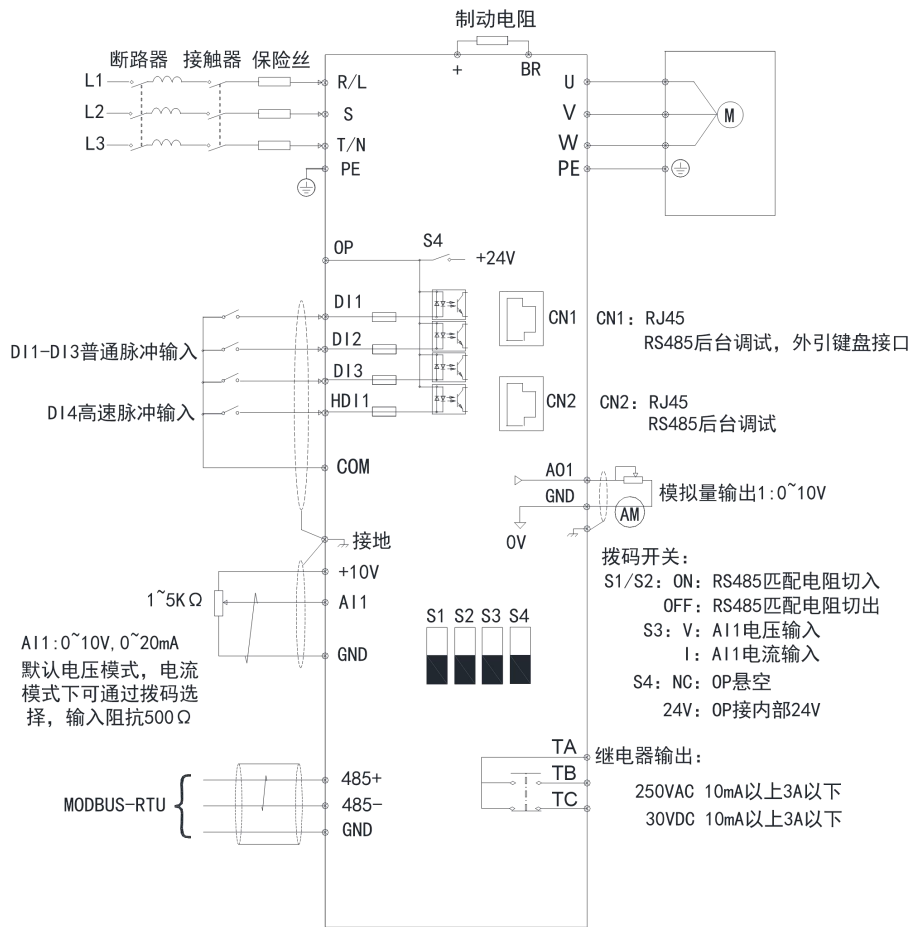 制动电阻
+ BR
断路器 接触器 保险丝
L1 R/L U
L2 S V M
L3 T/N W
PE PE
OP S4 +24V
DI1
CN1 CN1: RJ45
RS485后台调试，外引键盘接口
DI2
DI1-DI3普通脉冲输入
DI3
HDI1
CN2 CN2: RJ45
DI4高速脉冲输入
RS485后台调试
COM
AO1
GND
模拟量输出1:0~10V
AM
0V
接地
+10V
1~5KΩ
AI1
GND
AI1:0~10V,0~20mA
默认电压模式，电流
模式下可通过拨码选
择，输入阻抗500Ω
S1 S2 S3 S4
拨码开关：
S1/S2: ON: RS485匹配电阻切入
OFF: RS485匹配电阻切出
S3: V: AI1电压输入
I: AI1电流输入
S4: NC: OP悬空
24V: OP接内部24V
TA
TB
TC
继电器输出：
250VAC 10mA以上3A以下
30VDC 10mA以上3A以下
MODBUS-RTU
485+
485-
GND